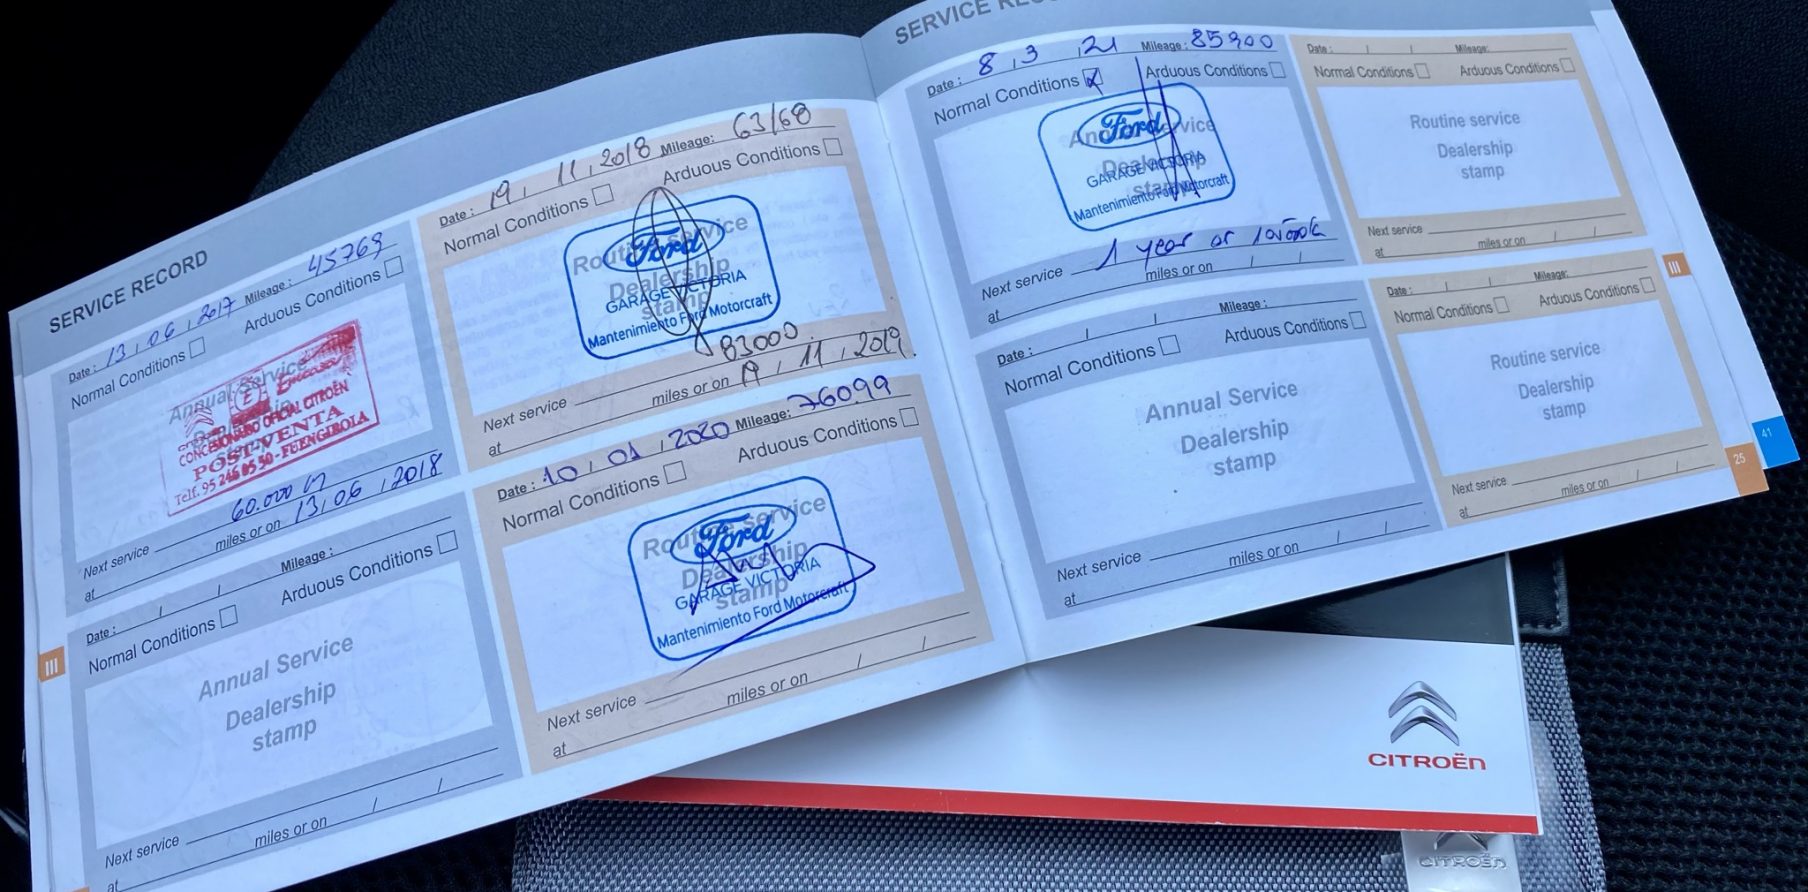 SERVICE RECORD
Date : 13, 06, 2017 Mileage : 45769
Normal Conditions Arduous Conditions
Annual Service
CONCESIONARIO OFICIAL CITROËN
POST-VENTA
Telf. 95 246 05 50 - FUENGIROLA
60.000
Next service miles or on 13, 06, 2018
at
Date : / / Mileage :
Normal Conditions Arduous Conditions
Annual Service
Dealership
stamp
Next service miles or on / /
at
Date : 19, 11, 2018 Mileage: 63/68
Normal Conditions Arduous Conditions
Routine service
Dealership
stamp
Ford
GARAGE VICTORIA
Mantenimiento Ford Motorcraft
83000
Next service miles or on 19, 11, 2019
at
Date : 10, 01, 2020 Mileage: 76099
Normal Conditions Arduous Conditions
Routine service
Dealership
stamp
Ford
GARAGE VICTORIA
Mantenimiento Ford Motorcraft
Next service miles or on / /
at
SERVICE
Date : 8, 3, 21 Mileage : 85900
Normal Conditions Arduous Conditions
Annual Service
Dealership
stamp
Ford
GARAGE VICTORIA
Mantenimiento Ford Motorcraft
Next service 1 year or
at miles or on / /
Date : / / Mileage :
Normal Conditions Arduous Conditions
Annual Service
Dealership
stamp
Next service miles or on / /
at
Date : / / Mileage:
Normal Conditions Arduous Conditions
Routine service
Dealership
stamp
Next service
at miles or on / /
Date : / / Mileage:
Normal Conditions Arduous Conditions
Routine service
Dealership
stamp
Next service miles or on / /
at
III
III
25
41
CITROËN
CITROËN